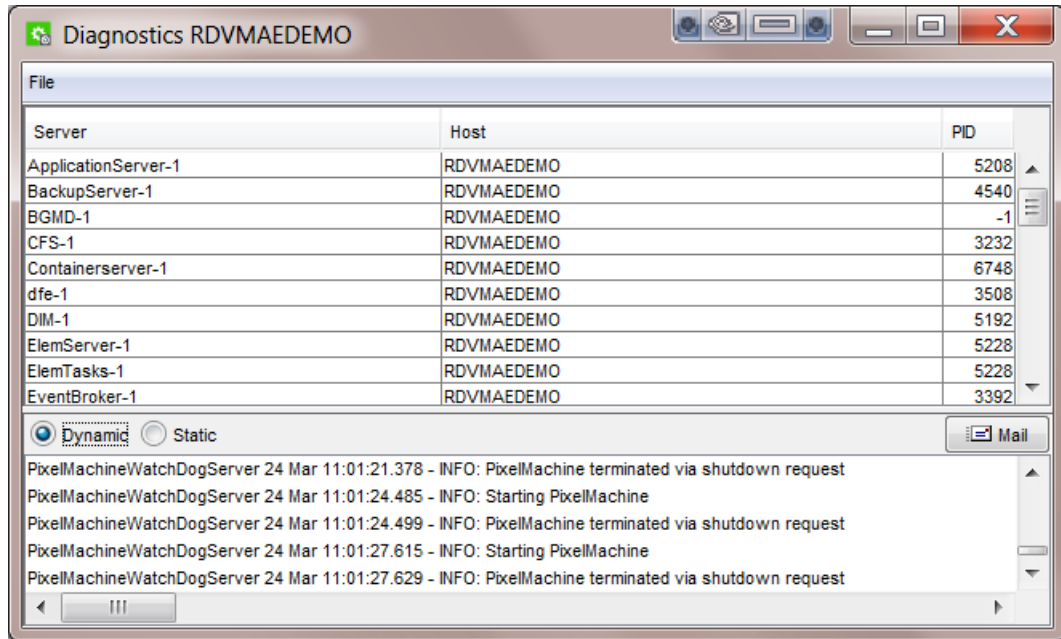 Diagnostics RDVMAEDEMO
File
Server Host PID
ApplicationServer-1 RDVMAEDEMO 5208
BackupServer-1 RDVMAEDEMO 4540
BGMD-1 RDVMAEDEMO -1
CFS-1 RDVMAEDEMO 3232
Containerserver-1 RDVMAEDEMO 6748
dfe-1 RDVMAEDEMO 3508
DIM-1 RDVMAEDEMO 5192
ElemServer-1 RDVMAEDEMO 5228
ElemTasks-1 RDVMAEDEMO 5228
EventBroker-1 RDVMAEDEMO 3392
Dynamic Static Mail
PixelMachineWatchDogServer 24 Mar 11:01:21.378 - INFO: PixelMachine terminated via shutdown request
PixelMachineWatchDogServer 24 Mar 11:01:24.485 - INFO: Starting PixelMachine
PixelMachineWatchDogServer 24 Mar 11:01:24.499 - INFO: PixelMachine terminated via shutdown request
PixelMachineWatchDogServer 24 Mar 11:01:27.615 - INFO: Starting PixelMachine
PixelMachineWatchDogServer 24 Mar 11:01:27.629 - INFO: PixelMachine terminated via shutdown request